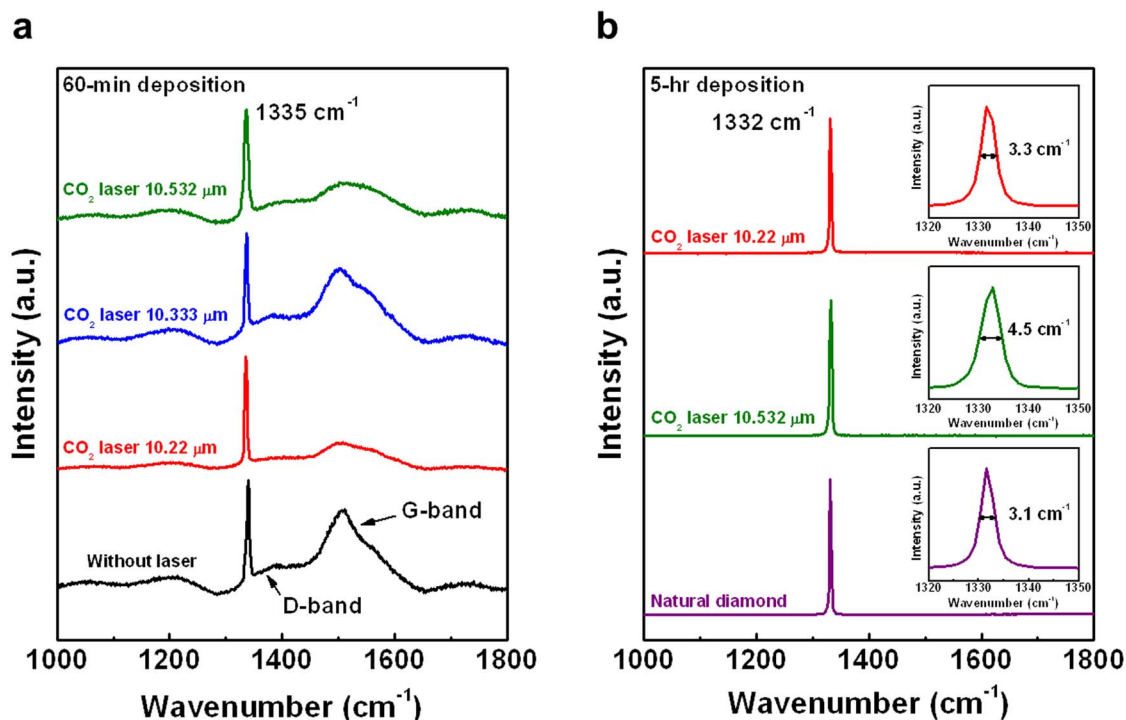 a
60-min deposition
1335 cm⁻¹
CO₂ laser 10.532 μm
CO₂ laser 10.333 μm
CO₂ laser 10.22 μm
G-band
Without laser
D-band
Intensity (a.u.)
1000 1200 1400 1600 1800
Wavenumber (cm⁻¹)
b
5-hr deposition
1332 cm⁻¹
CO₂ laser 10.22 μm
Intensity (a.u.)
3.3 cm⁻¹
1320 1330 1340 1350
Wavenumber (cm⁻¹)
CO₂ laser 10.532 μm
Intensity (a.u.)
4.5 cm⁻¹
1320 1330 1340 1350
Wavenumber (cm⁻¹)
Natural diamond
Intensity (a.u.)
3.1 cm⁻¹
1320 1330 1340 1350
Wavenumber (cm⁻¹)
Intensity (a.u.)
1000 1200 1400 1600 1800
Wavenumber (cm⁻¹)